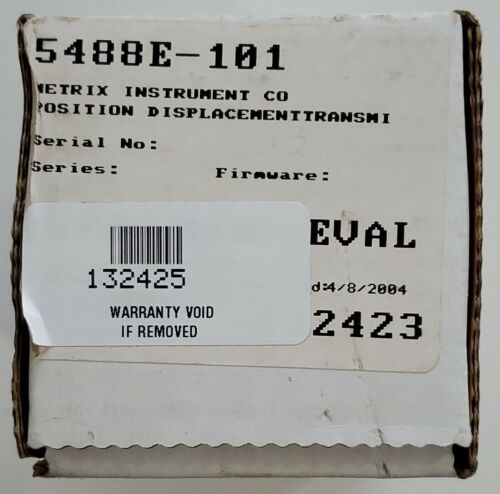 5488E-101
METRIX INSTRUMENT CO
POSITION DISPLACEMENTTRANSMI
Serial No:
Series: Firmware:
EVAL
132425
d:4/8/2004
WARRANTY VOID
IF REMOVED
2423